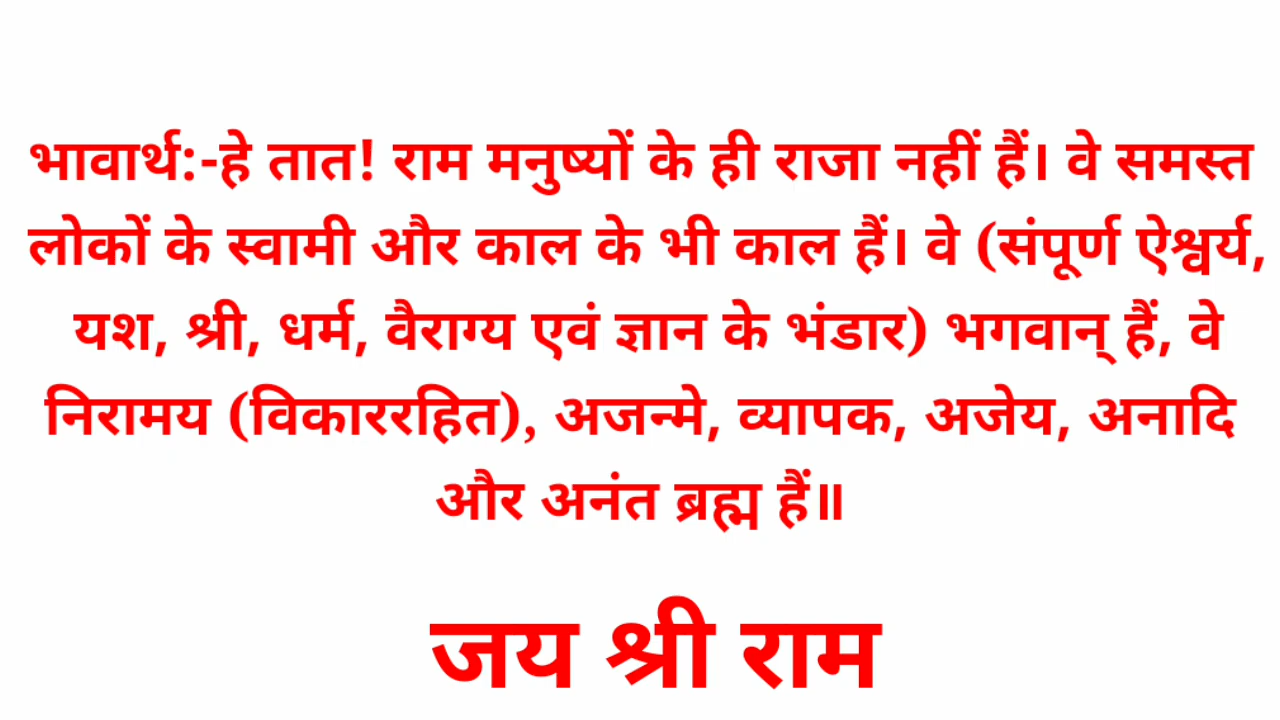 भावार्थ:-हे तात! राम मनुष्यों के ही राजा नहीं हैं। वे समस्त
लोकों के स्वामी और काल के भी काल हैं। वे (संपूर्ण ऐश्वर्य,
यश, श्री, धर्म, वैराग्य एवं ज्ञान के भंडार) भगवान् हैं, वे
निरामय (विकाररहित), अजन्मे, व्यापक, अजेय, अनादि
और अनंत ब्रह्म हैं॥
जय श्री राम